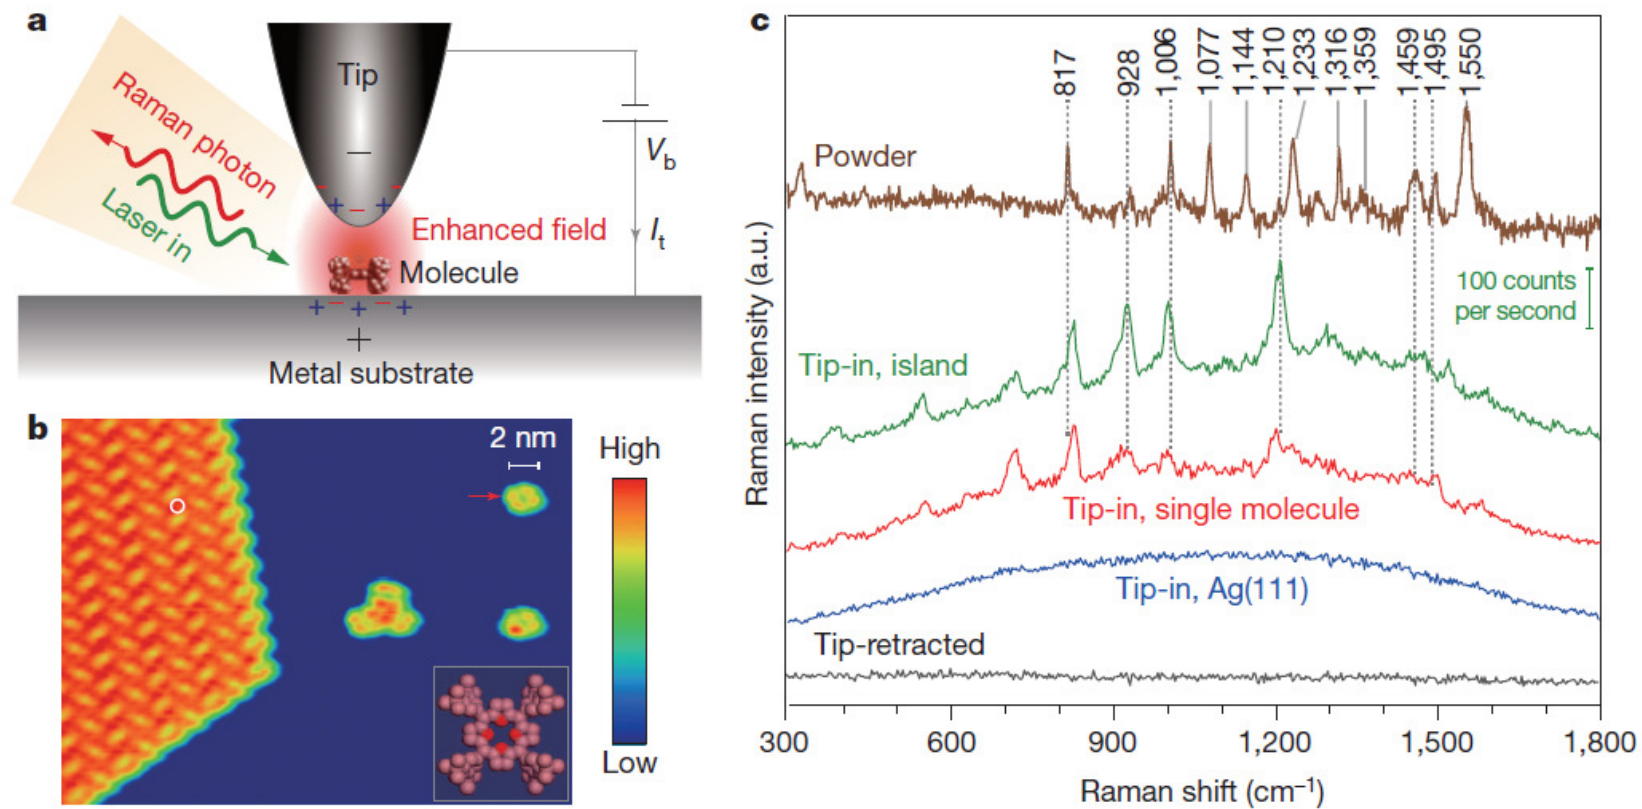 a
Tip
Raman photon
Laser in
Enhanced field
Molecule
V_b
I_t
Metal substrate
b
2 nm
High
Low
c
817
928
1,006
1,077
1,144
1,210
1,233
1,316
1,359
1,459
1,495
1,550
Powder
100 counts
per second
Tip-in, island
Tip-in, single molecule
Tip-in, Ag(111)
Tip-retracted
Raman intensity (a.u.)
300 600 900 1,200 1,500 1,800
Raman shift (cm⁻¹)